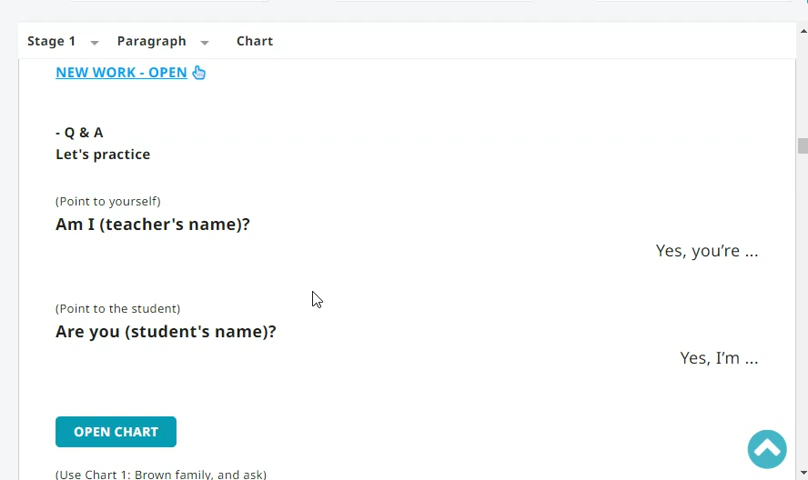 Stage 1 Paragraph Chart
NEW WORK - OPEN
- Q & A
Let's practice
(Point to yourself)
Am I (teacher's name)?
Yes, you’re ...
(Point to the student)
Are you (student's name)?
Yes, I’m ...
OPEN CHART
(Use Chart 1: Brown family, and ask)